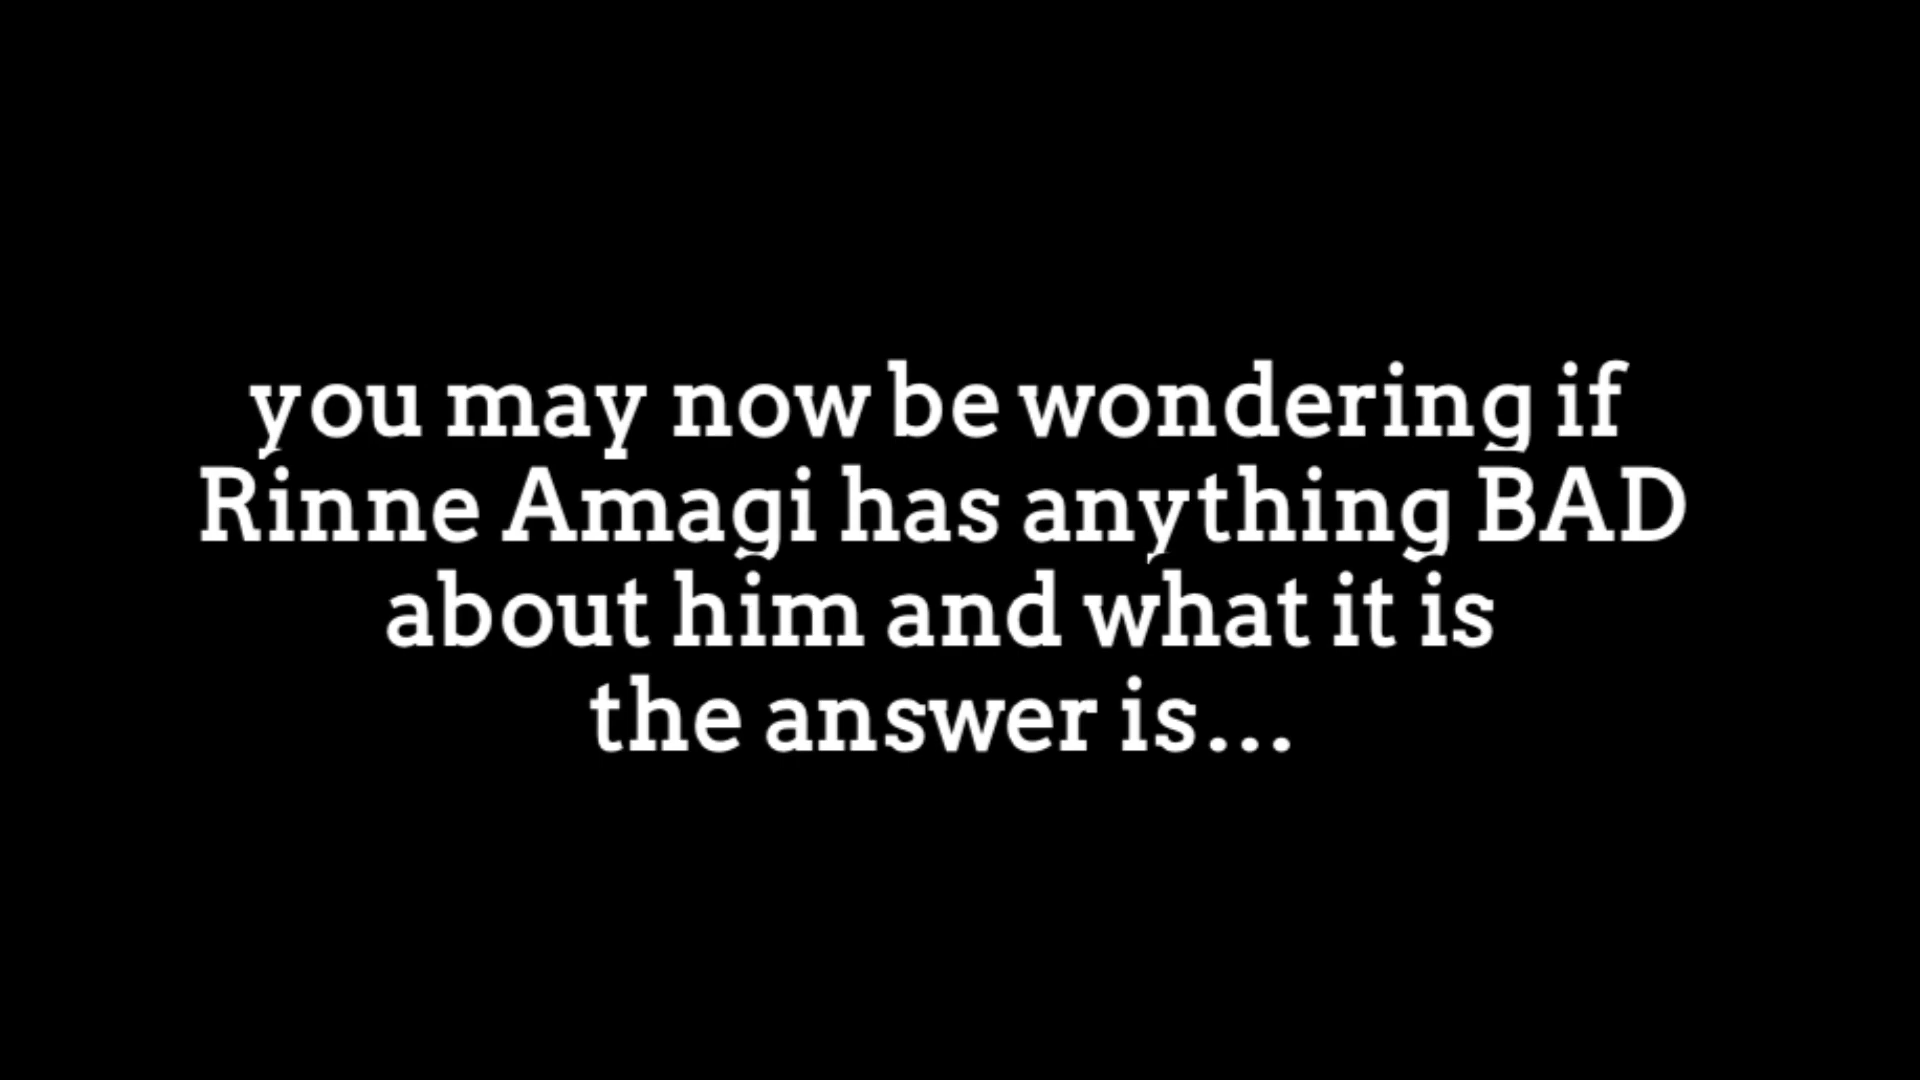 you may now be wondering if
Rinne Amagi has anything BAD
about him and what it is
the answer is...